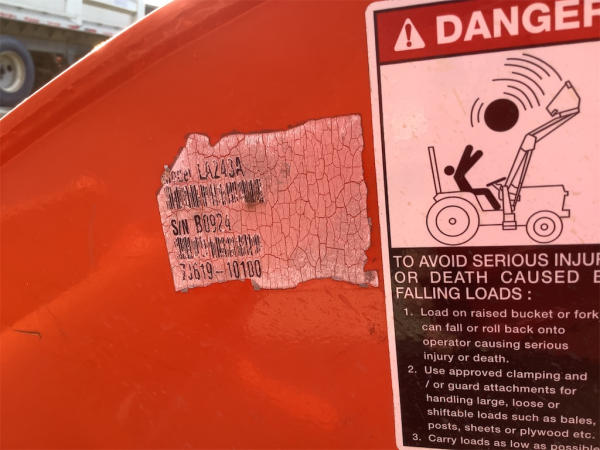 LA243A
S/N B0924
7J619-10100
DANGER
TO AVOID SERIOUS INJUR
OR DEATH CAUSED B
FALLING LOADS :
1. Load on raised bucket or fork
can fall or roll back onto
operator causing serious
injury or death.
2. Use approved clamping and
/ or guard attachments for
handling large, loose or
shiftable loads such as bales,
posts, sheets or plywood etc.
3. Carry loads as low as possible